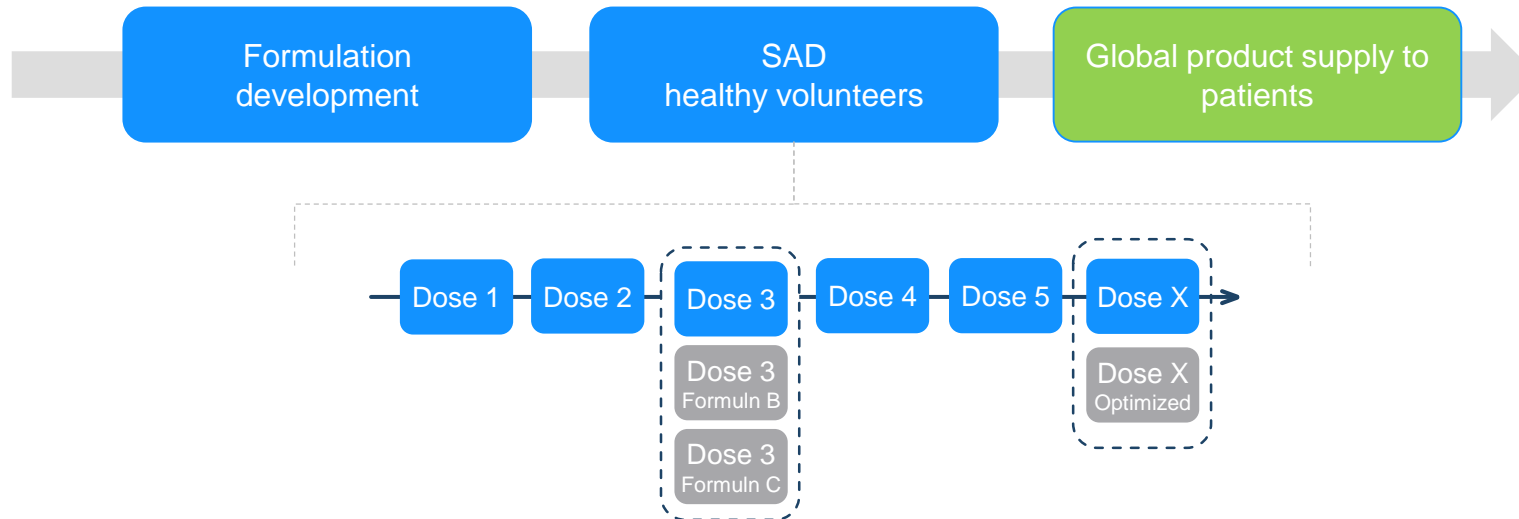 Formulation
development
SAD
healthy volunteers
Global product supply to
patients
Dose 1
Dose 2
Dose 3
Dose 4
Dose 5
Dose X
Dose 3
Formuln B
Dose X
Optimized
Dose 3
Formuln C